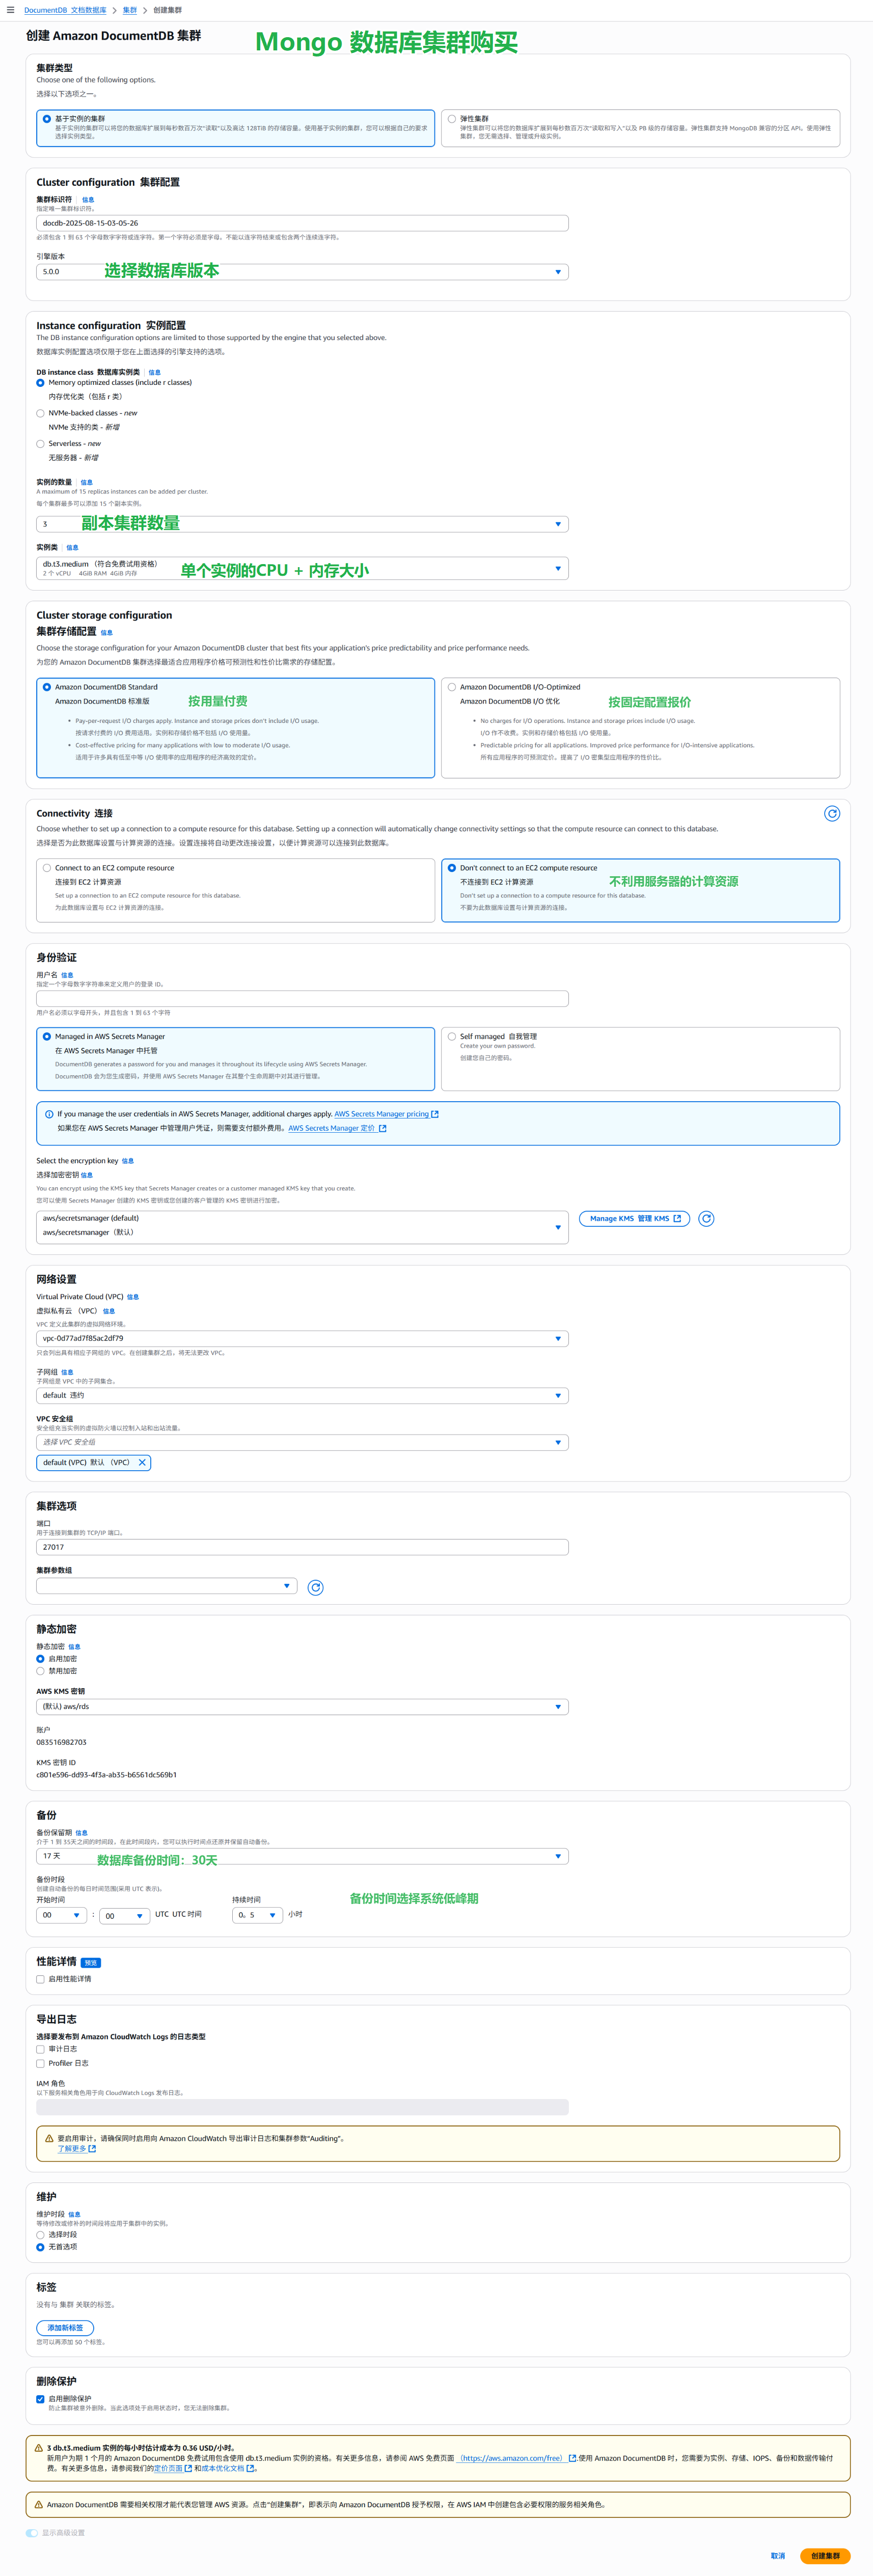 DocumentDB 文档数据库 > 集群 > 创建集群
创建 Amazon DocumentDB 集群
Mongo 数据库集群购买
集群类型
Choose one of the following options.
选择以下选项之一。
基于实例的集群
基于实例的集群可以将您的数据库扩展到每秒数百万次“读取”以及高达 128TiB 的存储容量。使用基于实例的集群，您可以根据自己的要求
选择实例类型。
弹性集群
弹性集群可以将您的数据库扩展到每秒数百万次“读取和写入”以及 PB 级的存储容量。弹性集群支持 MongoDB 兼容的分区 API。使用弹性
集群，您无需选择、管理或升级实例。
Cluster configuration 集群配置
集群标识符 信息
指定唯一集群标识符。
docdb-2025-08-15-03-05-26
必须包含 1 到 63 个字母数字字符或连字符。第一个字符必须是字母。不能以连字符结束或包含两个连续连字符。
引擎版本
5.0.0
选择数据库版本
Instance configuration 实例配置
The DB instance configuration options are limited to those supported by the engine that you selected above.
数据库实例配置选项仅限于您在上面选择的引擎支持的选项。
DB instance class 数据库实例类 信息
Memory optimized classes (include r classes)
内存优化类（包括 r 类）
NVMe-backed classes - new
NVMe 支持的类 - 新增
Serverless - new
无服务器 - 新增
实例的数量 信息
A maximum of 15 replicas instances can be added per cluster.
每个集群最多可以添加 15 个副本实例。
3
副本集群数量
实例类 信息
db.t3.medium （符合免费试用资格）
2 个 vCPU 4GiB RAM 4GiB 内存
单个实例的CPU + 内存大小
Cluster storage configuration
集群存储配置 信息
Choose the storage configuration for your Amazon DocumentDB cluster that best fits your application's price predictability and price performance needs.
为您的 Amazon DocumentDB 集群选择最适合应用程序价格可预测性和性价比需求的存储配置。
Amazon DocumentDB Standard
Amazon DocumentDB 标准版
按用量付费
Pay-per-request I/O charges apply. Instance and storage prices don't include I/O usage.
按请求付费的 I/O 费用适用。实例和存储价格不包括 I/O 使用量。
Cost-effective pricing for many applications with low to moderate I/O usage.
适用于许多具有低至中等 I/O 使用率的应用程序的经济高效的定价。
Amazon DocumentDB I/O-Optimized
Amazon DocumentDB I/O 优化
按固定配置报价
No charges for I/O operations. Instance and storage prices include I/O usage.
I/O 作不收费。实例和存储价格包括 I/O 使用量。
Predictable pricing for all applications. Improved price performance for I/O-intensive applications.
所有应用程序的可预测定价。提高了 I/O 密集型应用程序的性价比。
Connectivity 连接
Choose whether to set up a connection to a compute resource for this database. Setting up a connection will automatically change connectivity settings so that the compute resource can connect to this database.
选择是否为此数据库设置与计算资源的连接。设置连接将自动更改连接设置，以便计算资源可以连接到此数据库。
Connect to an EC2 compute resource
连接到 EC2 计算资源
Set up a connection to an EC2 compute resource for this database.
为此数据库设置与 EC2 计算资源的连接。
Don't connect to an EC2 compute resource
不连接到 EC2 计算资源
不利用服务器的计算资源
Don't set up a connection to a compute resource for this database.
不要为此数据库设置与计算资源的连接。
身份验证
用户名 信息
指定一个字母数字字符串来定义用户的登录 ID。
用户名必须以字母开头，并且包含 1 到 63 个字符
Managed in AWS Secrets Manager
在 AWS Secrets Manager 中托管
DocumentDB generates a password for you and manages it throughout its lifecycle using AWS Secrets Manager.
DocumentDB 会为您生成密码，并使用 AWS Secrets Manager 在其整个生命周期中对其进行管理。
Self managed 自我管理
Create your own password.
创建您自己的密码。
If you manage the user credentials in AWS Secrets Manager, additional charges apply. AWS Secrets Manager pricing
如果您在 AWS Secrets Manager 中管理用户凭证，则需要支付额外费用。AWS Secrets Manager 定价
Select the encryption key 信息
选择加密密钥 信息
You can encrypt using the KMS key that Secrets Manager creates or a customer managed KMS key that you create.
您可以使用 Secrets Manager 创建的 KMS 密钥或您创建的客户管理的 KMS 密钥进行加密。
aws/secretsmanager (default)
aws/secretsmanager（默认）
Manage KMS 管理 KMS
网络设置
Virtual Private Cloud (VPC) 信息
虚拟私有云 （VPC） 信息
VPC 定义此集群的虚拟网络环境。
vpc-0d77ad7f85ac2df79
只会列出具有相应子网组的 VPC。在创建集群之后，将无法更改 VPC。
子网组 信息
子网组是 VPC 中的子网集合。
default 违约
VPC 安全组
安全组充当实例的虚拟防火墙以控制入站和出站流量。
选择 VPC 安全组
default (VPC) 默认 （VPC）
集群选项
端口
用于连接到集群的 TCP/IP 端口。
27017
集群参数组
静态加密
静态加密 信息
启用加密
禁用加密
AWS KMS 密钥
(默认) aws/rds
账户
083516982703
KMS 密钥 ID
c801e596-dd93-4f3a-ab35-b6561dc569b1
备份
备份保留期 信息
介于 1 到 35天之间的时间段，在此时间段内，您可以执行时间点还原并保留自动备份。
17 天
数据库备份时间：30天
备份时段
创建自动备份的每日时间范围(采用 UTC 表示)。
开始时间 持续时间
备份时间选择系统低峰期
00 : 00 UTC UTC 时间 0。5 小时
性能详情 预览
启用性能详情
导出日志
选择要发布到 Amazon CloudWatch Logs 的日志类型
审计日志
Profiler 日志
IAM 角色
以下服务相关角色用于向 CloudWatch Logs 发布日志。
要启用审计，请确保同时启用向 Amazon CloudWatch 导出审计日志和集群参数“Auditing”。
了解更多
维护
维护时段 信息
等待修改或修补的时间段将应用于集群中的实例。
选择时段
无首选项
标签
没有与 集群 关联的标签。
添加新标签
您可以再添加 50 个标签。
删除保护
启用删除保护
防止集群被意外删除。当此选项处于启用状态时，您无法删除集群。
3 db.t3.medium 实例的每小时估计成本为 0.36 USD/小时。
新用户为期 1 个月的 Amazon DocumentDB 免费试用包含使用 db.t3.medium 实例的资格。有关更多信息，请参阅 AWS 免费页面 （https://aws.amazon.com/free） .使用 Amazon DocumentDB 时，您需要为实例、存储、IOPS、备份和数据传输付
费。有关更多信息，请参阅我们的定价页面 和成本优化文档。
Amazon DocumentDB 需要相关权限才能代表您管理 AWS 资源。点击“创建集群”，即表示向 Amazon DocumentDB 授予权限，在 AWS IAM 中创建包含必要权限的服务相关角色。
显示高级设置
取消 创建集群